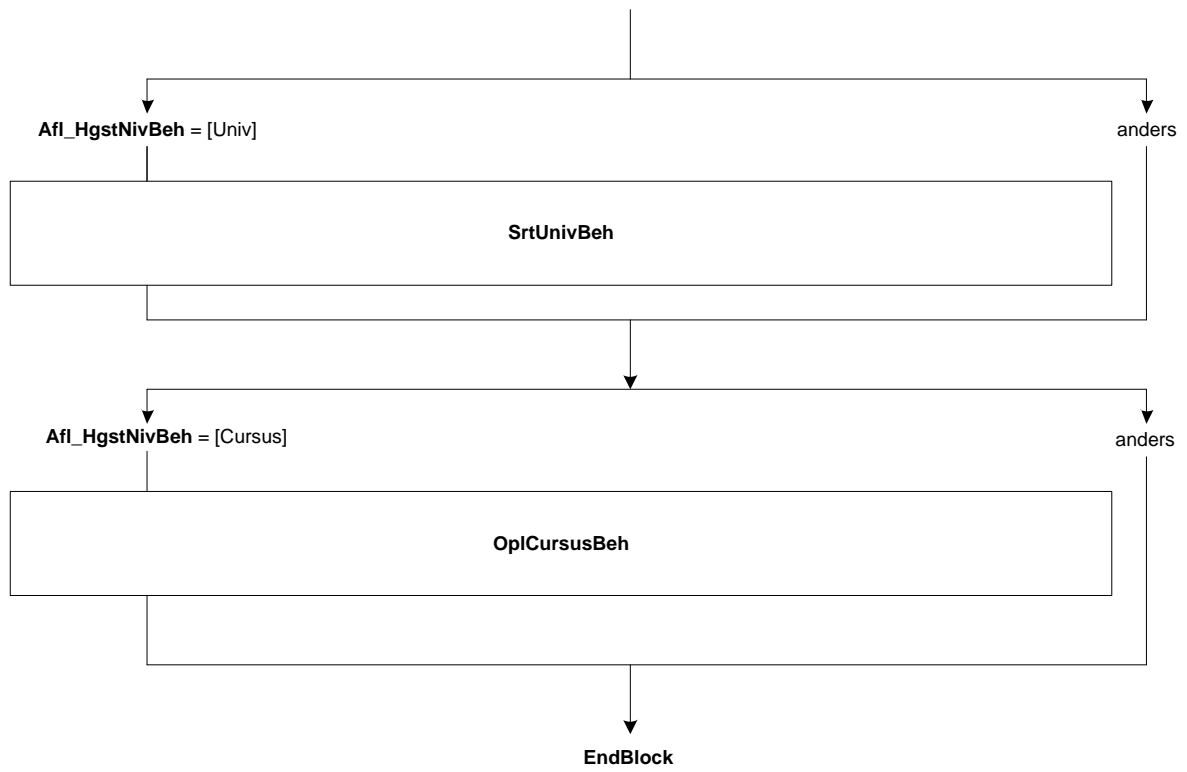 Afl_HgstNivBeh = [Univ]
anders
SrtUnivBeh
Afl_HgstNivBeh = [Cursus]
anders
OplCursusBeh
EndBlock